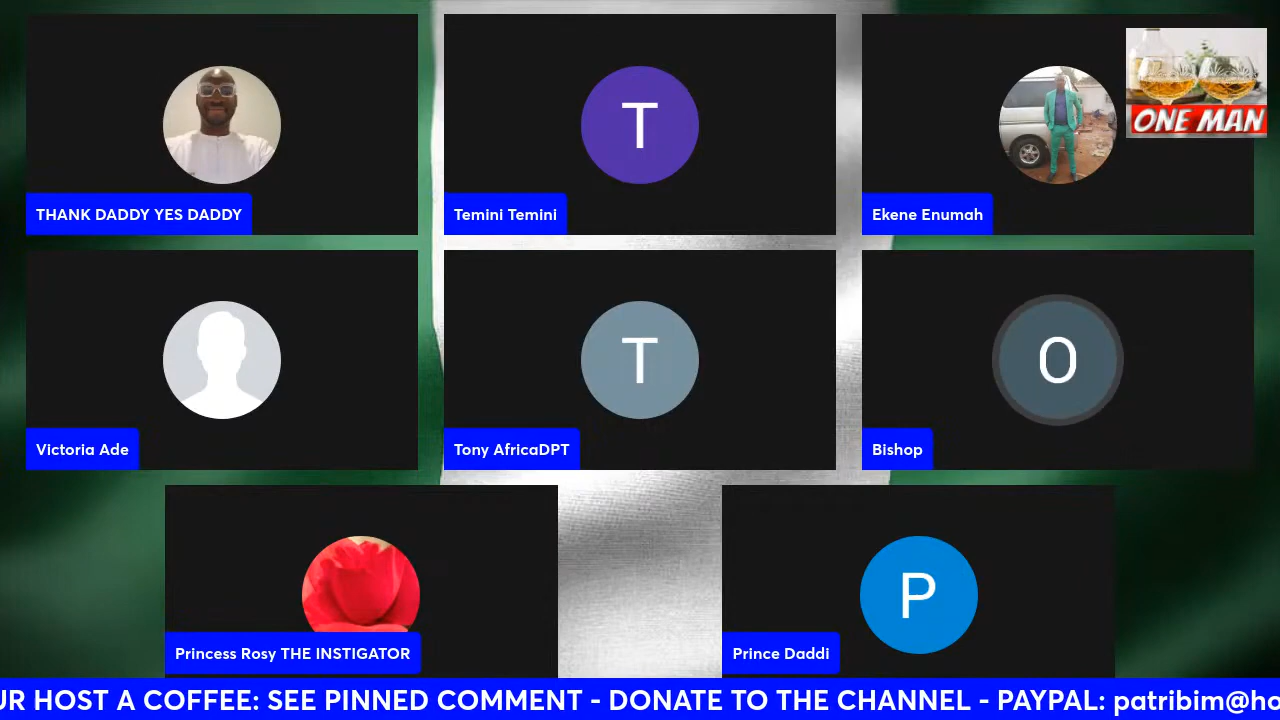 THANK DADDY YES DADDY
T
Temini Temini
Ekene Enumah
ONE MAN
Victoria Ade
T
Tony AfricaDPT
O
Bishop
Princess Rosy THE INSTIGATOR
P
Prince Daddi
UR HOST A COFFEE: SEE PINNED COMMENT - DONATE TO THE CHANNEL - PAYPAL: patribim@ho